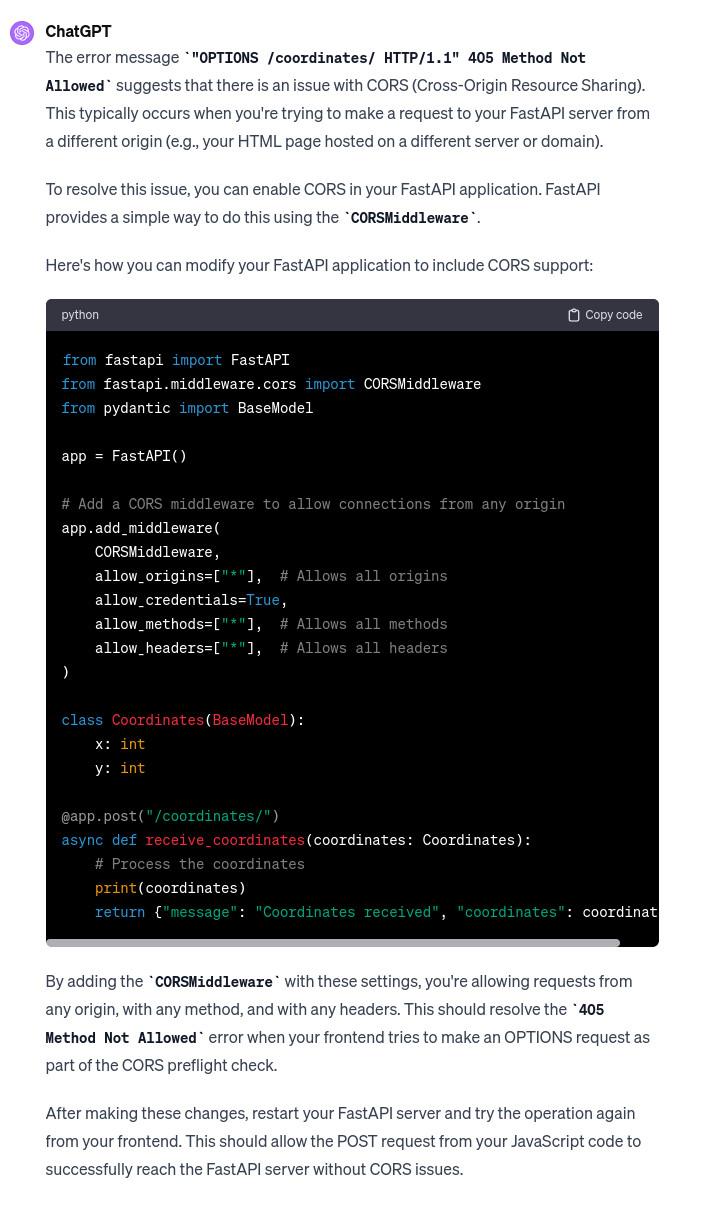 ChatGPT
The error message `"OPTIONS /coordinates/ HTTP/1.1" 405 Method Not
Allowed` suggests that there is an issue with CORS (Cross-Origin Resource Sharing).
This typically occurs when you're trying to make a request to your FastAPI server from
a different origin (e.g., your HTML page hosted on a different server or domain).
To resolve this issue, you can enable CORS in your FastAPI application. FastAPI
provides a simple way to do this using the `CORSMiddleware`.
Here's how you can modify your FastAPI application to include CORS support:
python
Copy code
from fastapi import FastAPI
from fastapi.middleware.cors import CORSMiddleware
from pydantic import BaseModel
app = FastAPI()
# Add a CORS middleware to allow connections from any origin
app.add_middleware(
    CORSMiddleware,
    allow_origins=["*"],  # Allows all origins
    allow_credentials=True,
    allow_methods=["*"],  # Allows all methods
    allow_headers=["*"],  # Allows all headers
)
class Coordinates(BaseModel):
    x: int
    y: int
@app.post("/coordinates/")
async def receive_coordinates(coordinates: Coordinates):
    # Process the coordinates
    print(coordinates)
    return {"message": "Coordinates received", "coordinates": coordinat
By adding the `CORSMiddleware` with these settings, you're allowing requests from
any origin, with any method, and with any headers. This should resolve the `405
Method Not Allowed` error when your frontend tries to make an OPTIONS request as
part of the CORS preflight check.
After making these changes, restart your FastAPI server and try the operation again
from your frontend. This should allow the POST request from your JavaScript code to
successfully reach the FastAPI server without CORS issues.